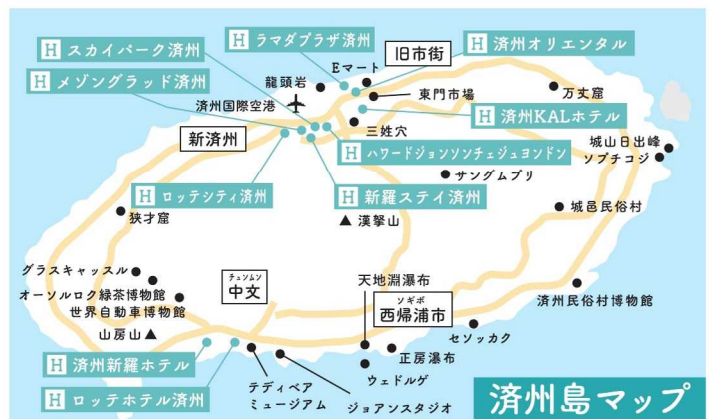 スカイパーク済州
ラマダプラザ済州
旧市街
済州オリエンタル
メゾングラッド済州
龍頭岩
Eマート
東門市場
万丈窟
済州国際空港
済州KALホテル
新済州
三姓穴
城山日出峰
ソプチコジ
ハワードジョンソンチェジュヨンドン
サングムブリ
ロッテシティ済州
新羅ステイ済州
城邑民俗村
狭才窟
漢拏山
グラスキャッスル
オーソルロク緑茶博物館
世界自動車博物館
山房山
チュンムン
中文
天地淵瀑布
ソギポ
西帰浦市
済州民俗村博物館
セソッカク
正房瀑布
ウェドルゲ
済州新羅ホテル
ロッテホテル済州
テディベア
ミュージアム
ジョアンスタジオ
済州島マップ
H
H
H
H
H
H
H
H
H
H